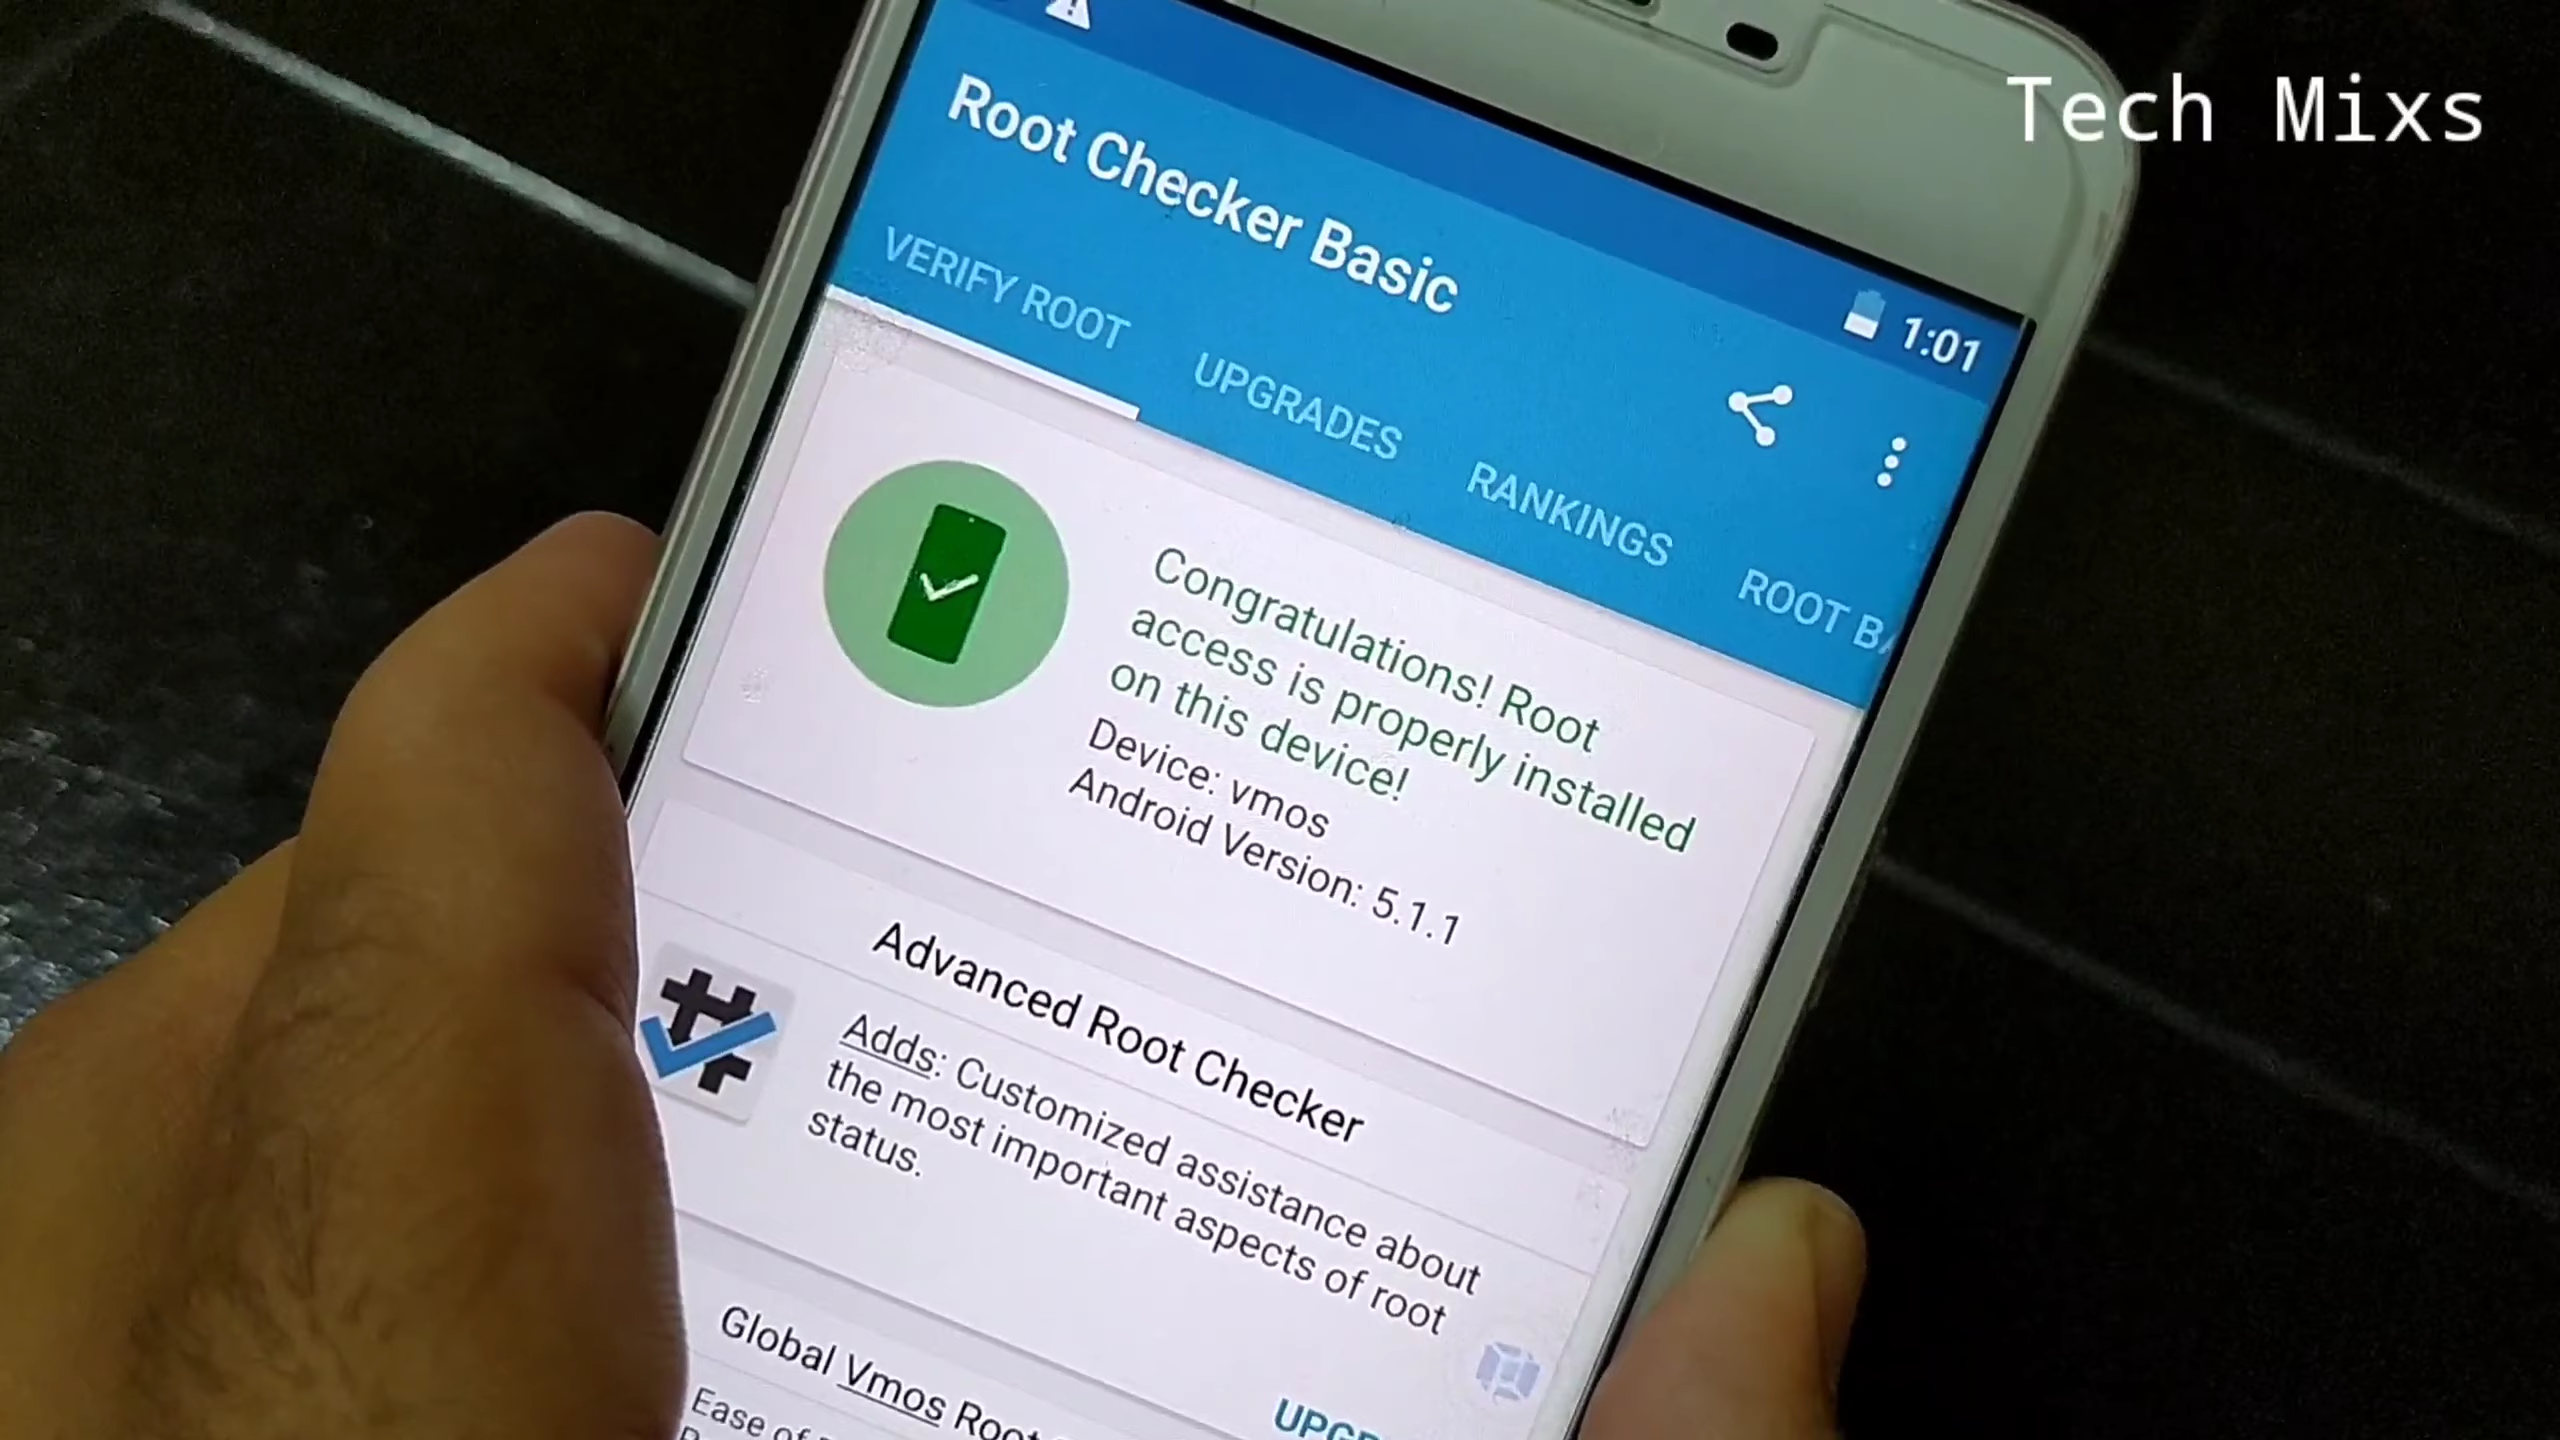 Tech Mixs
1:01
Root Checker Basic
VERIFY ROOT
UPGRADES
RANKINGS
ROOT
Congratulations! Root
access is properly installed
on this device!
Device: vmos
Android Version: 5.1.1
Advanced Root Checker
Adds: Customized assistance about
the most important aspects of root
status.
Global Vmos Root
Ease of